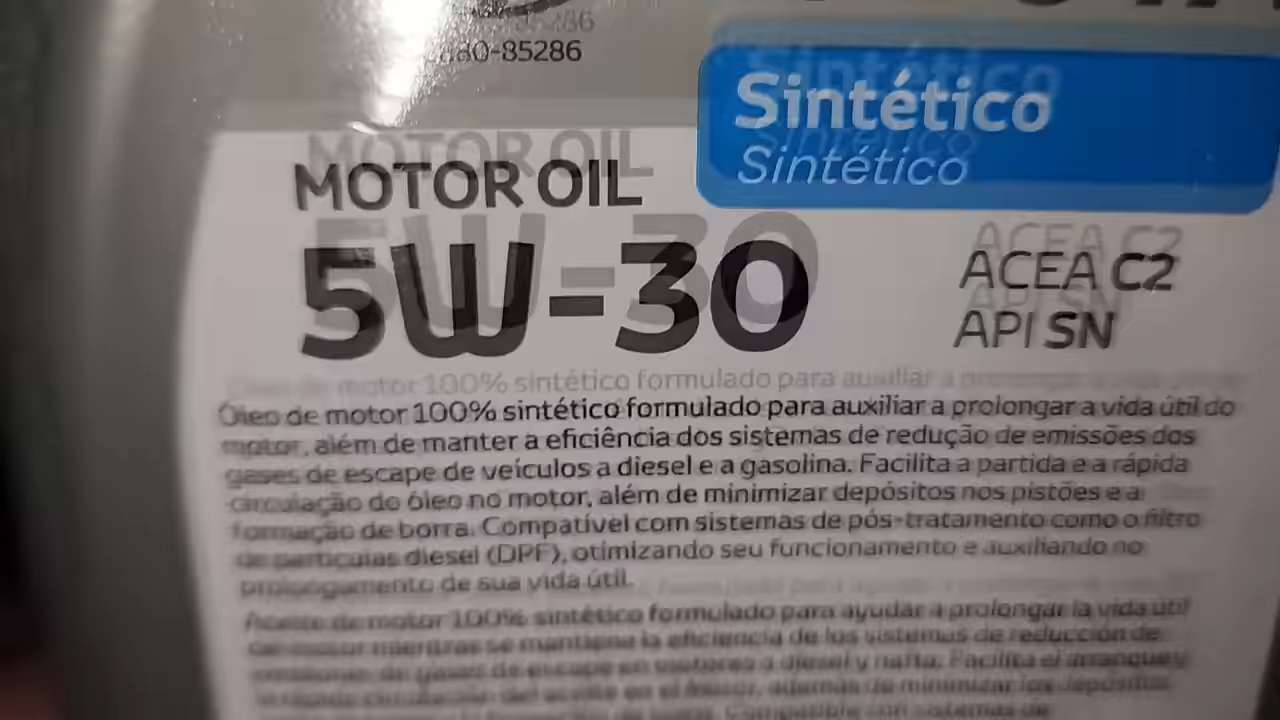 80-85286
Sintético
Sintético
MOTOR OIL
5W-30
ACEA C2
API SN
Óleo de motor 100% sintético formulado para auxiliar a prolongar a vida útil do
motor, além de manter a eficiência dos sistemas de redução de emissões dos
gases de escape de veículos a diesel e a gasolina. Facilita a partida e a rápida
circulação do óleo no motor, além de minimizar depósitos nos pistões e a
formação de borra. Compatível com sistemas de pós-tratamento como o filtro
de partículas diesel (DPF), otimizando seu funcionamento e auxiliando no
prolongamento de sua vida útil.
Aceite de motor 100% sintético formulado para ayudar a prolongar la vida útil
del motor mientras se mantiene la eficiencia de los sistemas de reducción de
emisiones de gases de escape en motores a diesel y nafta. Facilita el arranque y
la rápida circulación del aceite en el motor, además de minimizar los depósitos
Compatible con sistemas de